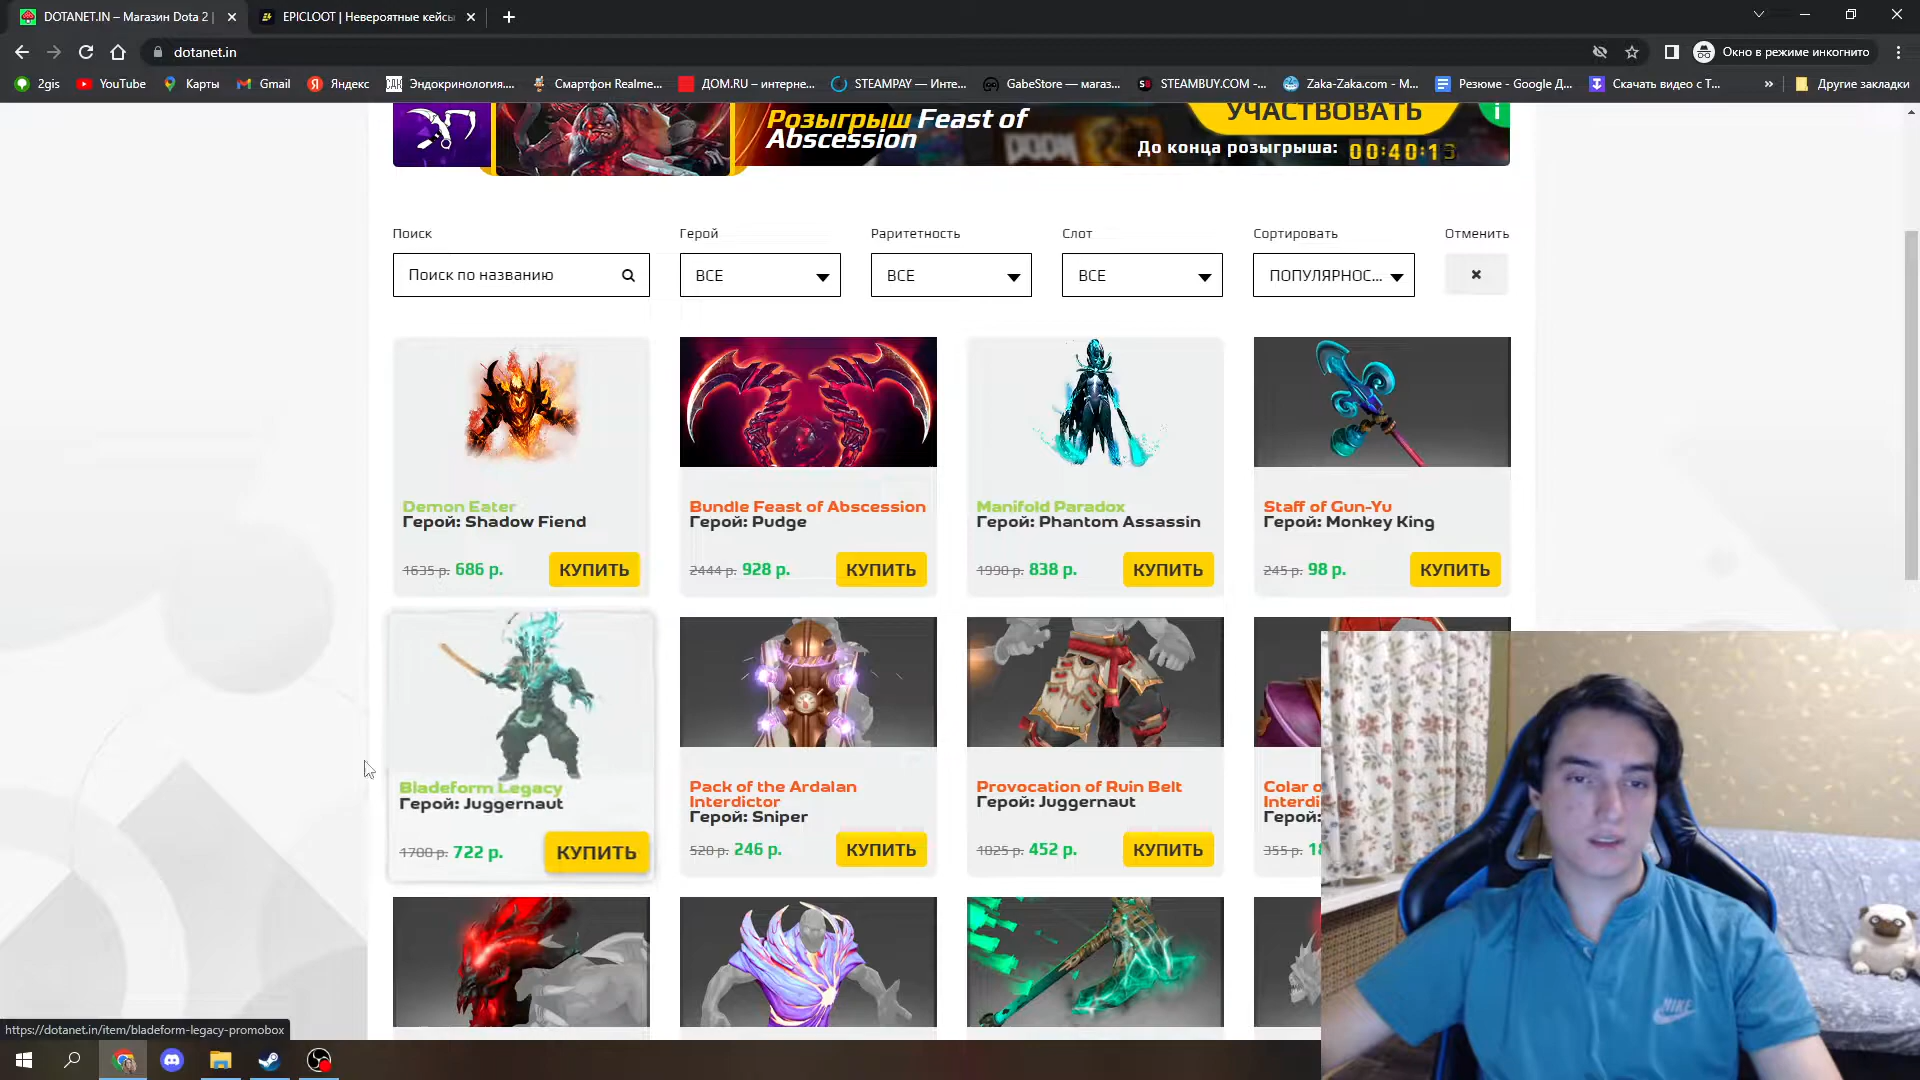 DOTANET.IN – Магазин Dota 2 |
EPICLOOT | Невероятные кейсы
dotanet.in
Окно в режиме инкогнито
2gis
YouTube
Карты
Gmail
Яндекс
Эндокринология....
Смартфон Realme...
ДОМ.RU – интерне...
STEAMPAY — Инте...
GabeStore — магаз...
STEAMBUY.COM -...
Zaka-Zaka.com - М...
Резюме - Google Д...
Скачать видео с Т...
»
Другие закладки
Розыгрыш Feast of
Abscession
УЧАСТВОВАТЬ
До конца розыгрыша:
Поиск
Герой
Раритетность
Слот
Сортировать
Отменить
Поиск по названию
ВСЕ
ВСЕ
ВСЕ
ПОПУЛЯРНОС...
Demon Eater
Герой: Shadow Fiend
1635 р. 686 р.
КУПИТЬ
Bundle Feast of Abscession
Герой: Pudge
2444 р. 928 р.
КУПИТЬ
Manifold Paradox
Герой: Phantom Assassin
1990 р. 838 р.
КУПИТЬ
Staff of Gun-Yu
Герой: Monkey King
245 р. 98 р.
КУПИТЬ
Bladeform Legacy
Герой: Juggernaut
1700 р. 722 р.
КУПИТЬ
Pack of the Ardalan
Interdictor
Герой: Sniper
520 р. 246 р.
КУПИТЬ
Provocation of Ruin Belt
Герой: Juggernaut
1025 р. 452 р.
КУПИТЬ
Colar o
Interdi
Герой:
355 р.
https://dotanet.in/item/bladeform-legacy-promobox
NIKE